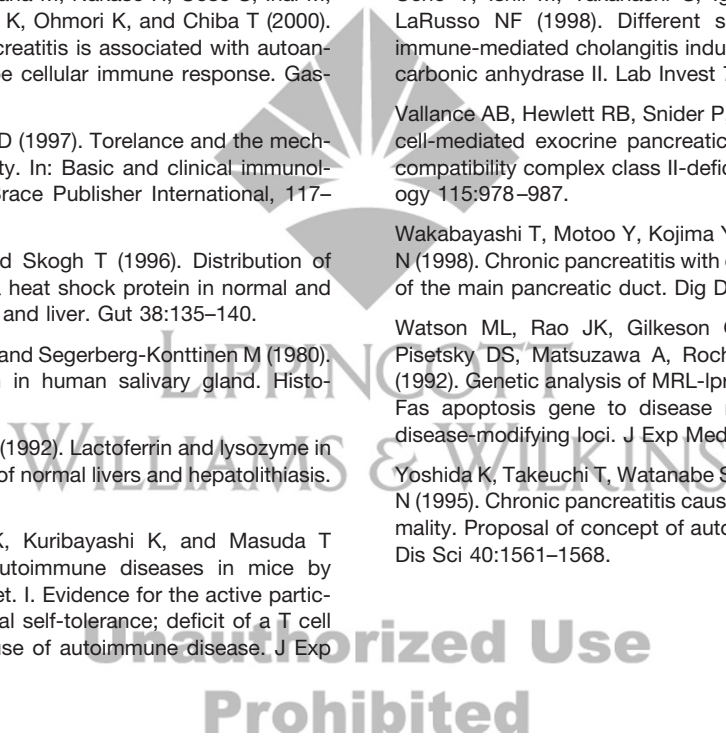 K, Ohmori K, and Chiba T (2000).
creatitis is associated with autoan-
cellular immune response. Gas-
D (1997). Torelance and the mech-
ty. In: Basic and clinical immunol-
Brace Publisher International, 117–
Skogh T (1996). Distribution of
heat shock protein in normal and
and liver. Gut 38:135–140.
and Segerberg-Konttinen M (1980).
in human salivary gland. Histo-
(1992). Lactoferrin and lysozyme in
of normal livers and hepatolithiasis.
K, Kuribayashi K, and Masuda T
autoimmune diseases in mice by
et. I. Evidence for the active partic-
al self-tolerance; deficit of a T cell
use of autoimmune disease. J Exp
LaRusso NF (1998). Different s
immune-mediated cholangitis indu
carbonic anhydrase II. Lab Invest 7
Vallance AB, Hewlett RB, Snider P
cell-mediated exocrine pancreatic
compatibility complex class II-defic
ogy 115:978–987.
Wakabayashi T, Motoo Y, Kojima Y
N (1998). Chronic pancreatitis with
of the main pancreatic duct. Dig D
Watson ML, Rao JK, Gilkeson
Pisetsky DS, Matsuzawa A, Roch
(1992). Genetic analysis of MRL-lpr
Fas apoptosis gene to disease
disease-modifying loci. J Exp Med
Yoshida K, Takeuchi T, Watanabe S
N (1995). Chronic pancreatitis caus
mality. Proposal of concept of auto
Dis Sci 40:1561–1568.
LIPPINCOTT
WILLIAMS & WILKINS
Unauthorized Use
Prohibited